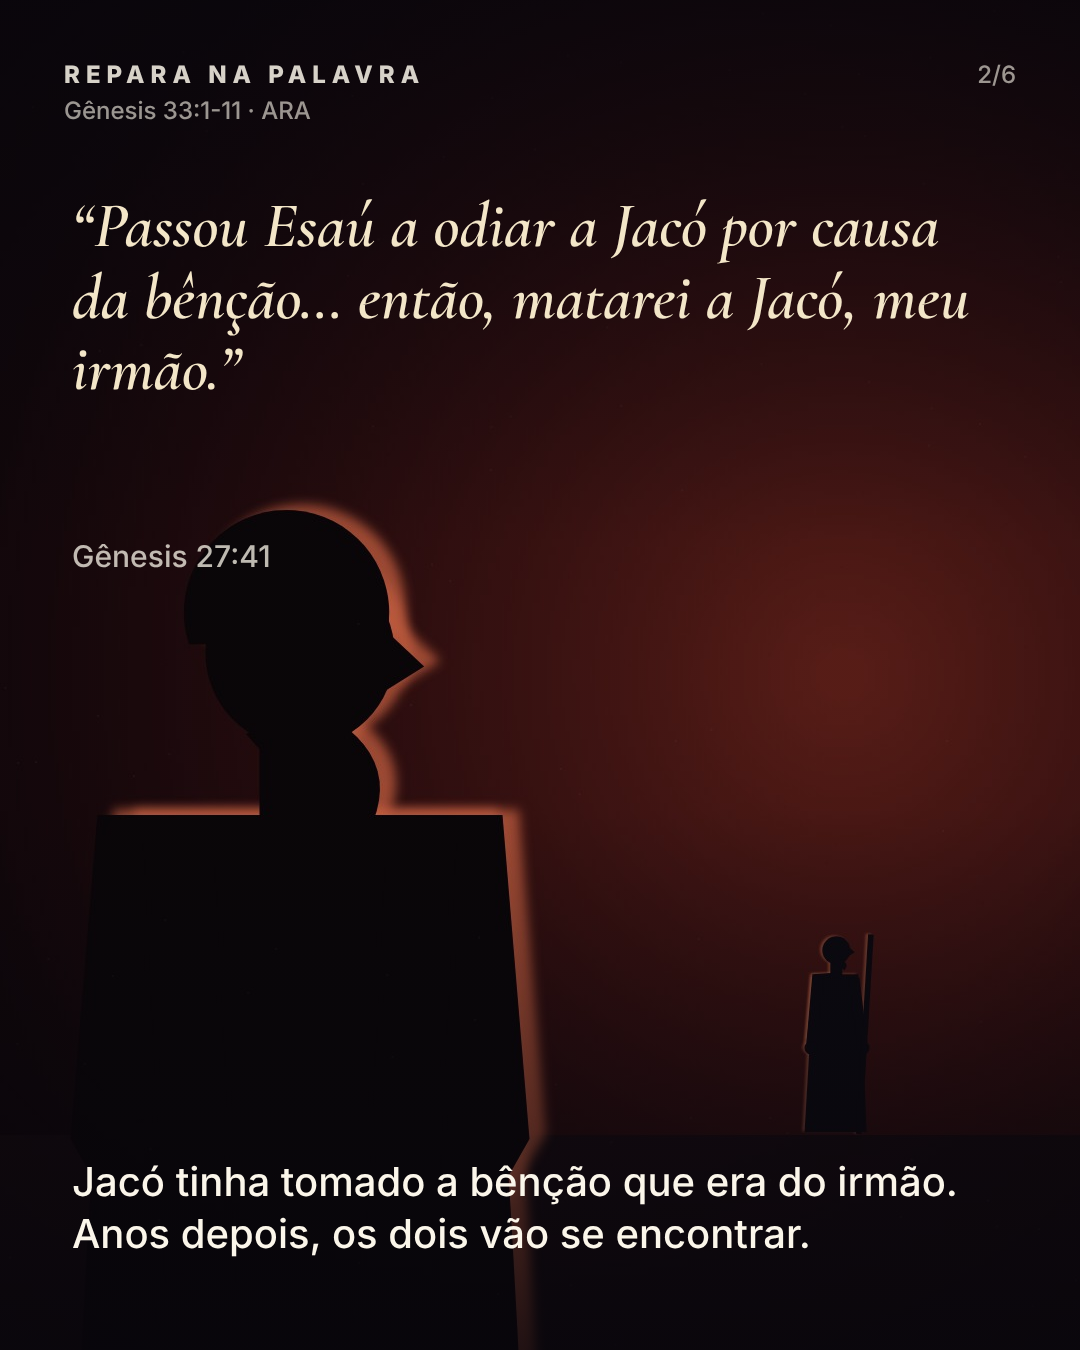 REPARA NA PALAVRA
2/6
Gênesis 33:1-11 · ARA
“Passou Esaú a odiar a Jacó por causa
da bênção... então, matarei a Jacó, meu
irmão.”
Gênesis 27:41
Jacó tinha tomado a bênção que era do irmão.
Anos depois, os dois vão se encontrar.